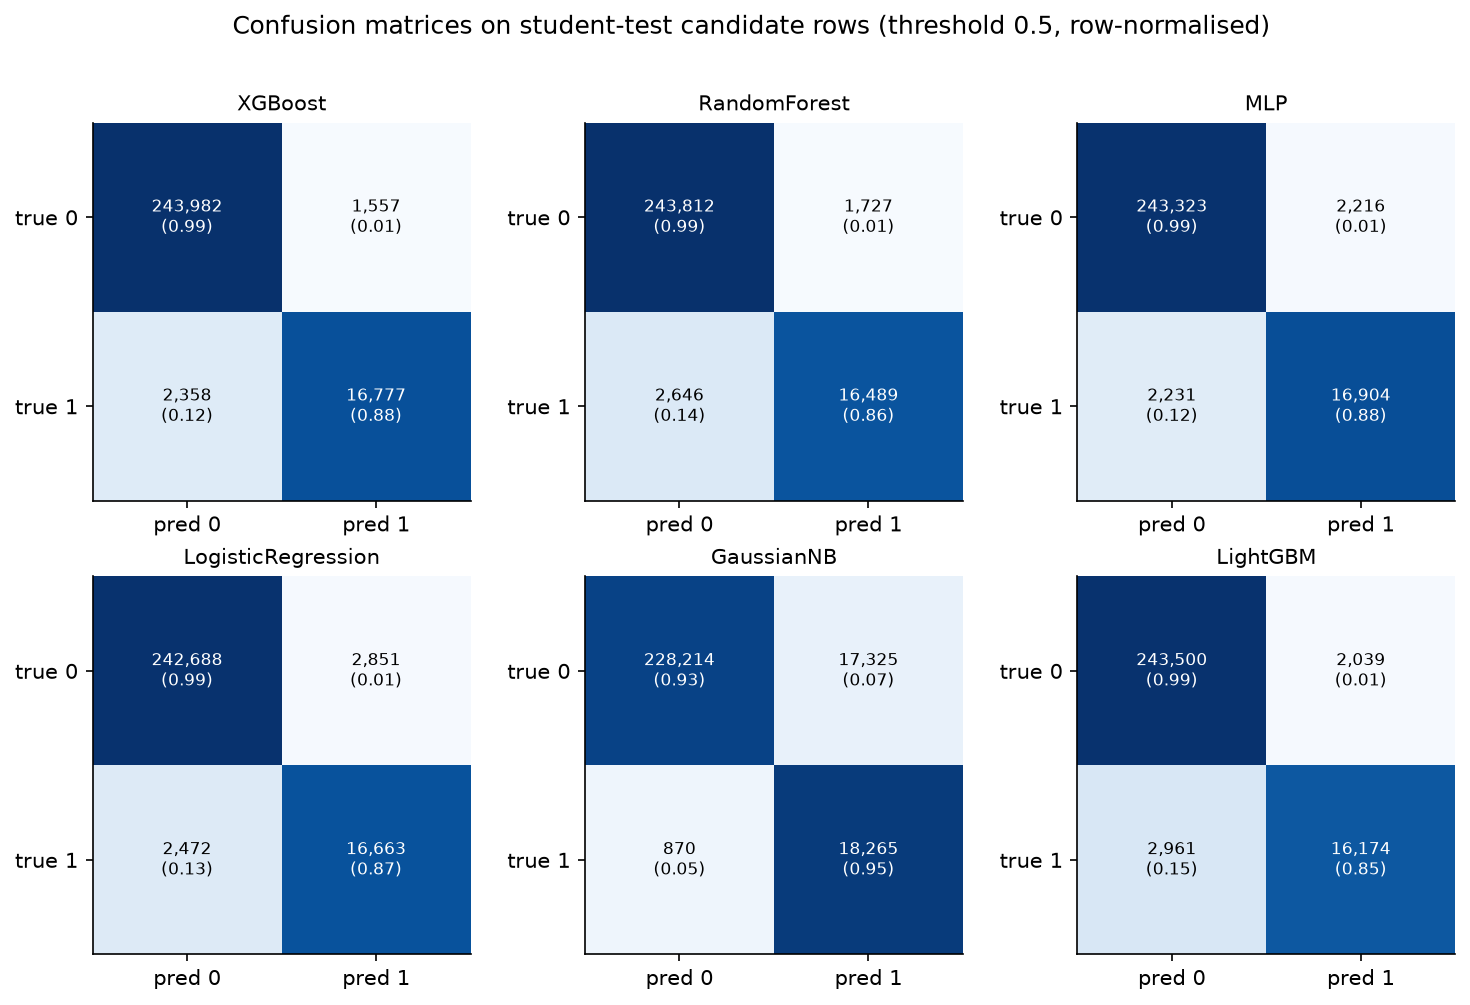 Confusion matrices on student-test candidate rows (threshold 0.5, row-normalised)
XGBoost
true 0
243,982
(0.99)
1,557
(0.01)
true 1
2,358
(0.12)
16,777
(0.88)
pred 0
pred 1
RandomForest
true 0
243,812
(0.99)
1,727
(0.01)
true 1
2,646
(0.14)
16,489
(0.86)
pred 0
pred 1
MLP
true 0
243,323
(0.99)
2,216
(0.01)
true 1
2,231
(0.12)
16,904
(0.88)
pred 0
pred 1
LogisticRegression
true 0
242,688
(0.99)
2,851
(0.01)
true 1
2,472
(0.13)
16,663
(0.87)
pred 0
pred 1
GaussianNB
true 0
228,214
(0.93)
17,325
(0.07)
true 1
870
(0.05)
18,265
(0.95)
pred 0
pred 1
LightGBM
true 0
243,500
(0.99)
2,039
(0.01)
true 1
2,961
(0.15)
16,174
(0.85)
pred 0
pred 1